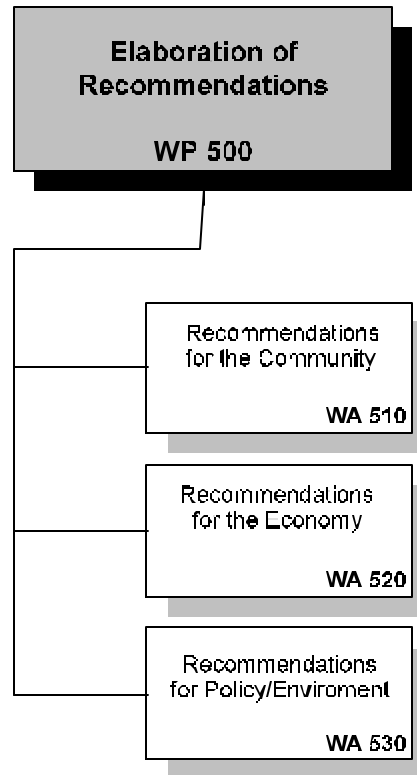 Elaboration of
Recommendations
WP 500
Recommendations
for the Community
WA 510
Recommendations
for the Economy
WA 520
Recommendations
for Policy/Enviroment
WA 530